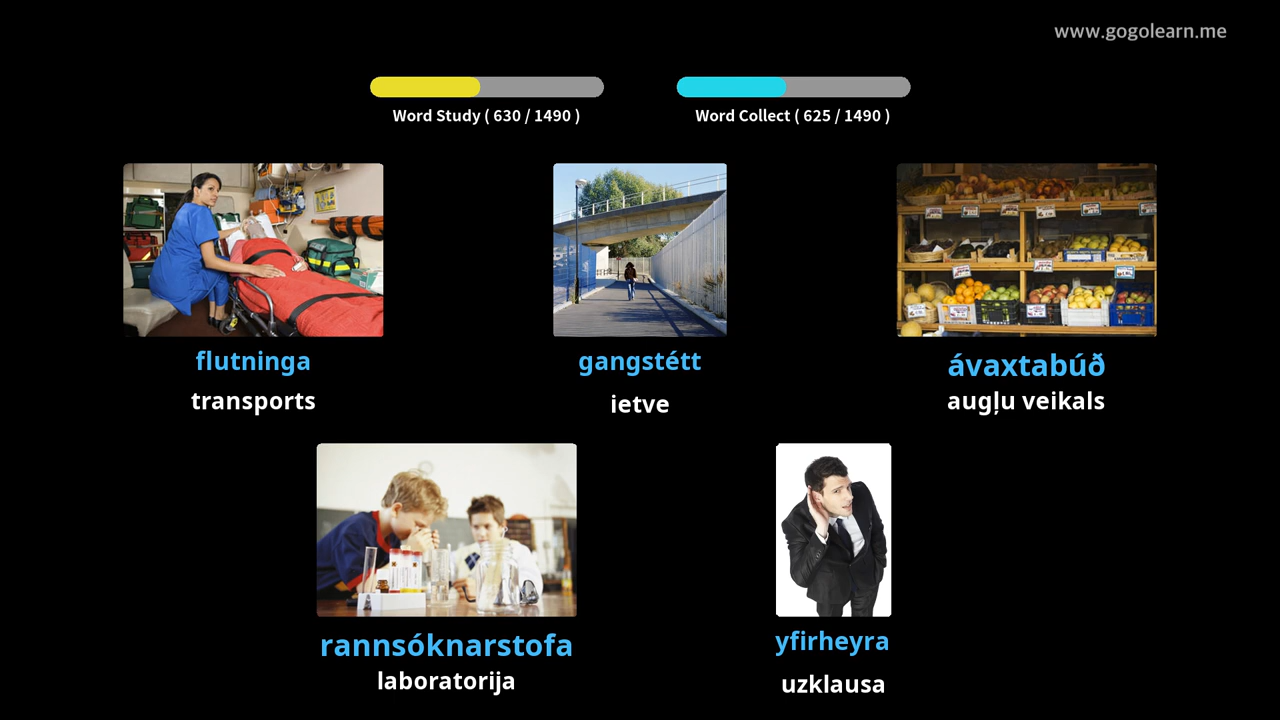 www.gogolearn.me
Word Study ( 630 / 1490 )
Word Collect ( 625 / 1490 )
flutninga
transports
gangstétt
ietve
ávaxtabúð
augļu veikals
rannsóknarstofa
laboratorija
yfirheyra
uzklausa